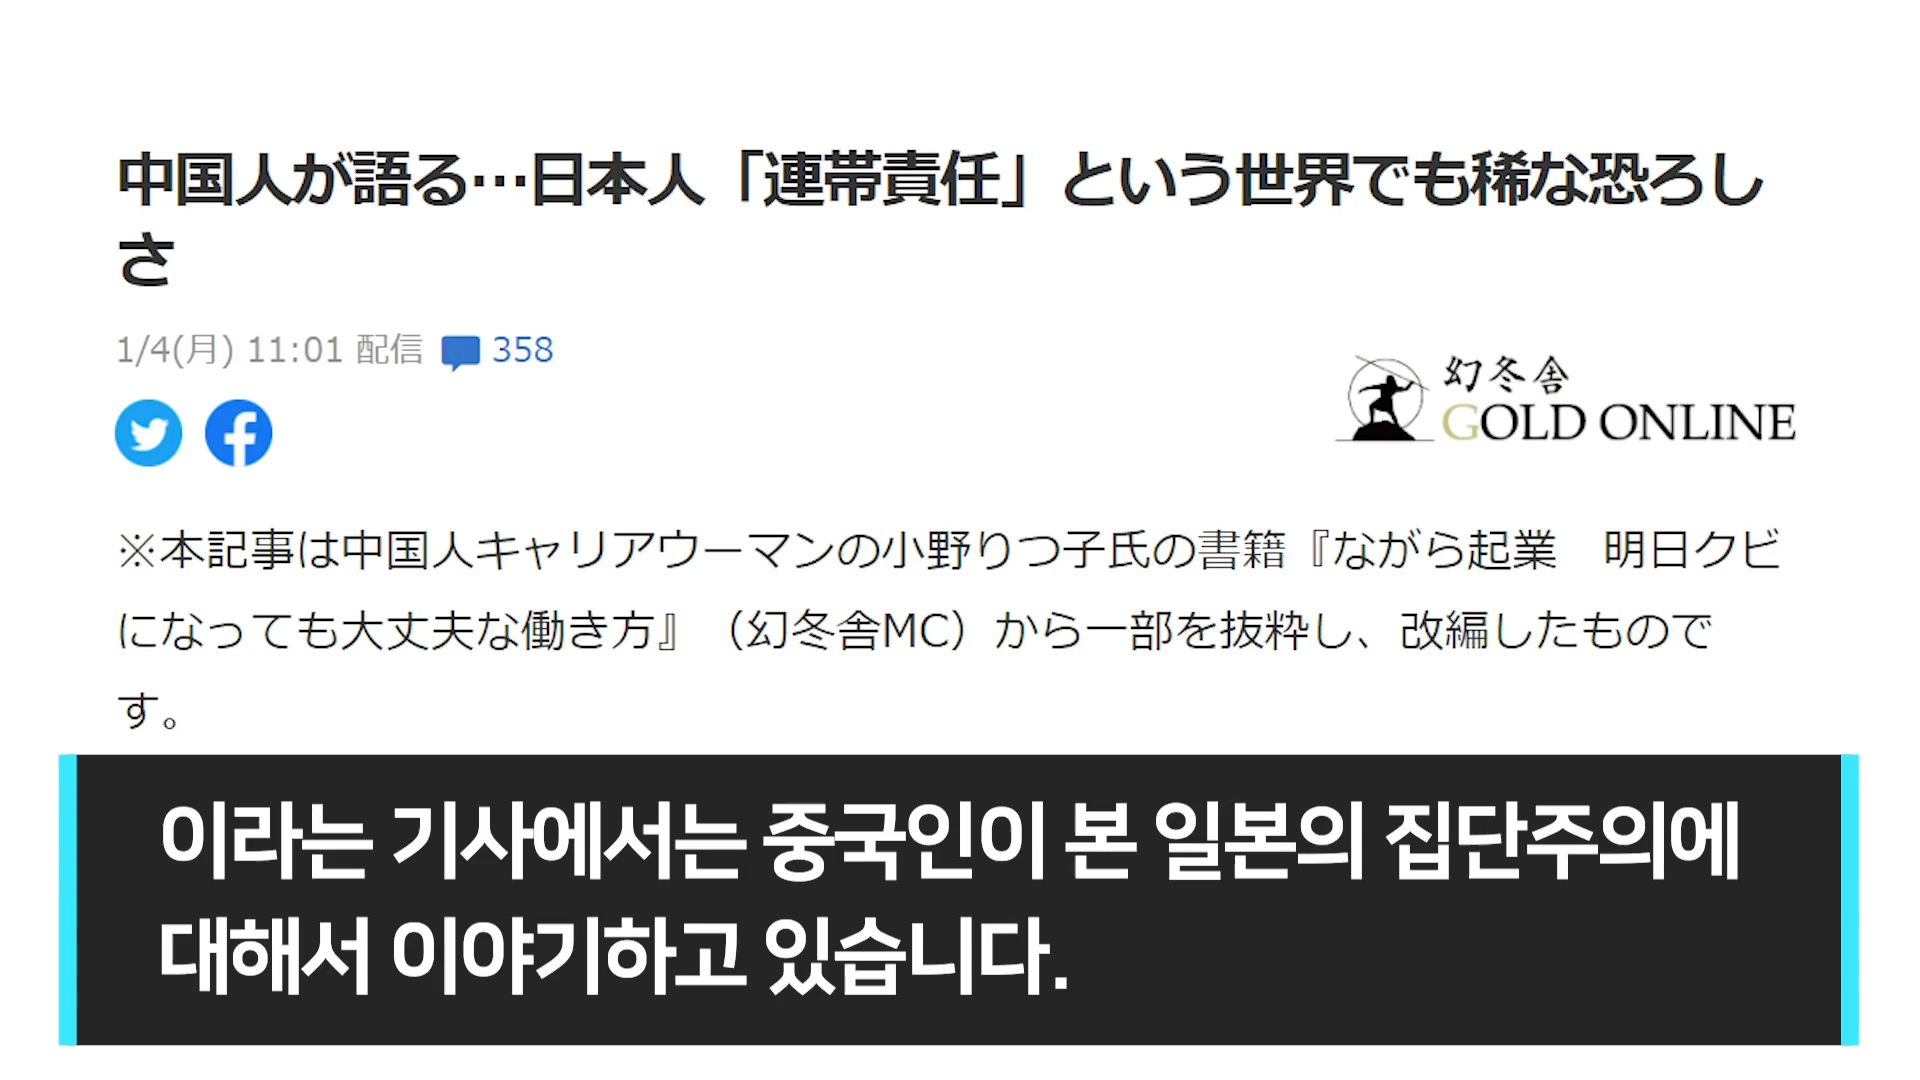 中国人が語る…日本人「連帯責任」という世界でも稀な恐ろし
さ
1/4(月) 11:01 配信 358
幻冬舎
GOLD ONLINE
※本記事は中国人キャリアウーマンの小野りつ子氏の書籍『ながら起業　明日クビ
になっても大丈夫な働き方』（幻冬舎MC）から一部を抜粋し、改編したもので
す。
이라는 기사에서는 중국인이 본 일본의 집단주의에
대해서 이야기하고 있습니다.